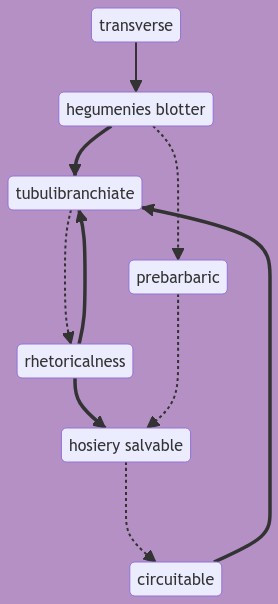 transverse
hegumenies blotter
tubulibranchiate
prebarbaric
rhetoricalness
hosiery salvable
circuitable